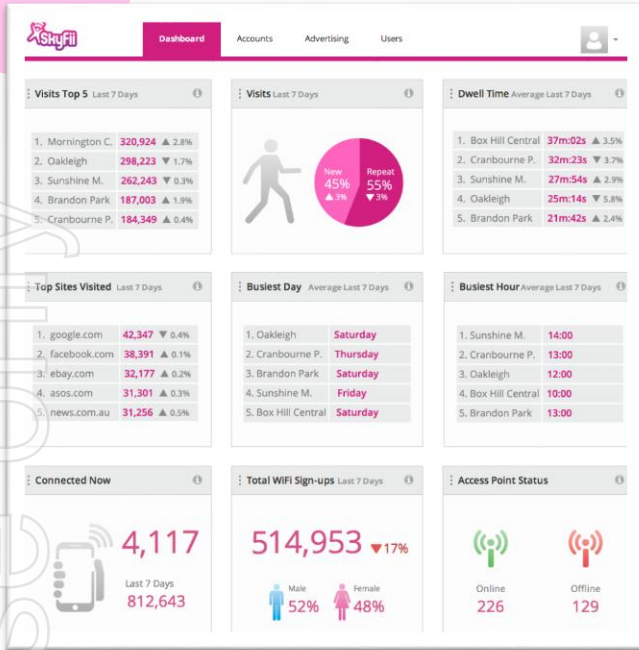 SkyFii
Dashboard Accounts Advertising Users
Visits Top 5 Last 7 Days
1. Mornington C. 320,924 ▲ 2.8%
2. Oakleigh 298,223 ▼ 1.7%
3. Sunshine M. 262,243 ▼ 0.3%
4. Brandon Park 187,003 ▲ 1.9%
5. Cranbourne P. 184,349 ▲ 0.4%
Visits Last 7 Days
New Repeat
45% 55%
▲3% ▼3%
Dwell Time Average Last 7 Days
1. Box Hill Central 37m:02s ▲ 3.5%
2. Cranbourne P. 32m:23s ▼ 3.7%
3. Sunshine M. 27m:54s ▲ 2.9%
4. Oakleigh 25m:14s ▼ 5.8%
5. Brandon Park 21m:42s ▲ 2.4%
Top Sites Visited Last 7 Days
1. google.com 42,347 ▼ 0.4%
2. facebook.com 38,391 ▲ 0.1%
3. ebay.com 32,177 ▲ 0.2%
4. asos.com 31,301 ▲ 0.3%
5. news.com.au 31,256 ▲ 0.5%
Busiest Day Average Last 7 Days
1. Oakleigh Saturday
2. Cranbourne P. Thursday
3. Brandon Park Saturday
4. Sunshine M. Friday
5. Box Hill Central Saturday
Busiest Hour Average Last 7 Days
1. Sunshine M. 14:00
2. Cranbourne P. 13:00
3. Oakleigh 12:00
4. Box Hill Central 10:00
5. Brandon Park 13:00
Connected Now
4,117
Last 7 Days
812,643
Total WiFi Sign-ups Last 7 Days
514,953 ▼17%
Male Female
52% 48%
Access Point Status
Online Offline
226 129